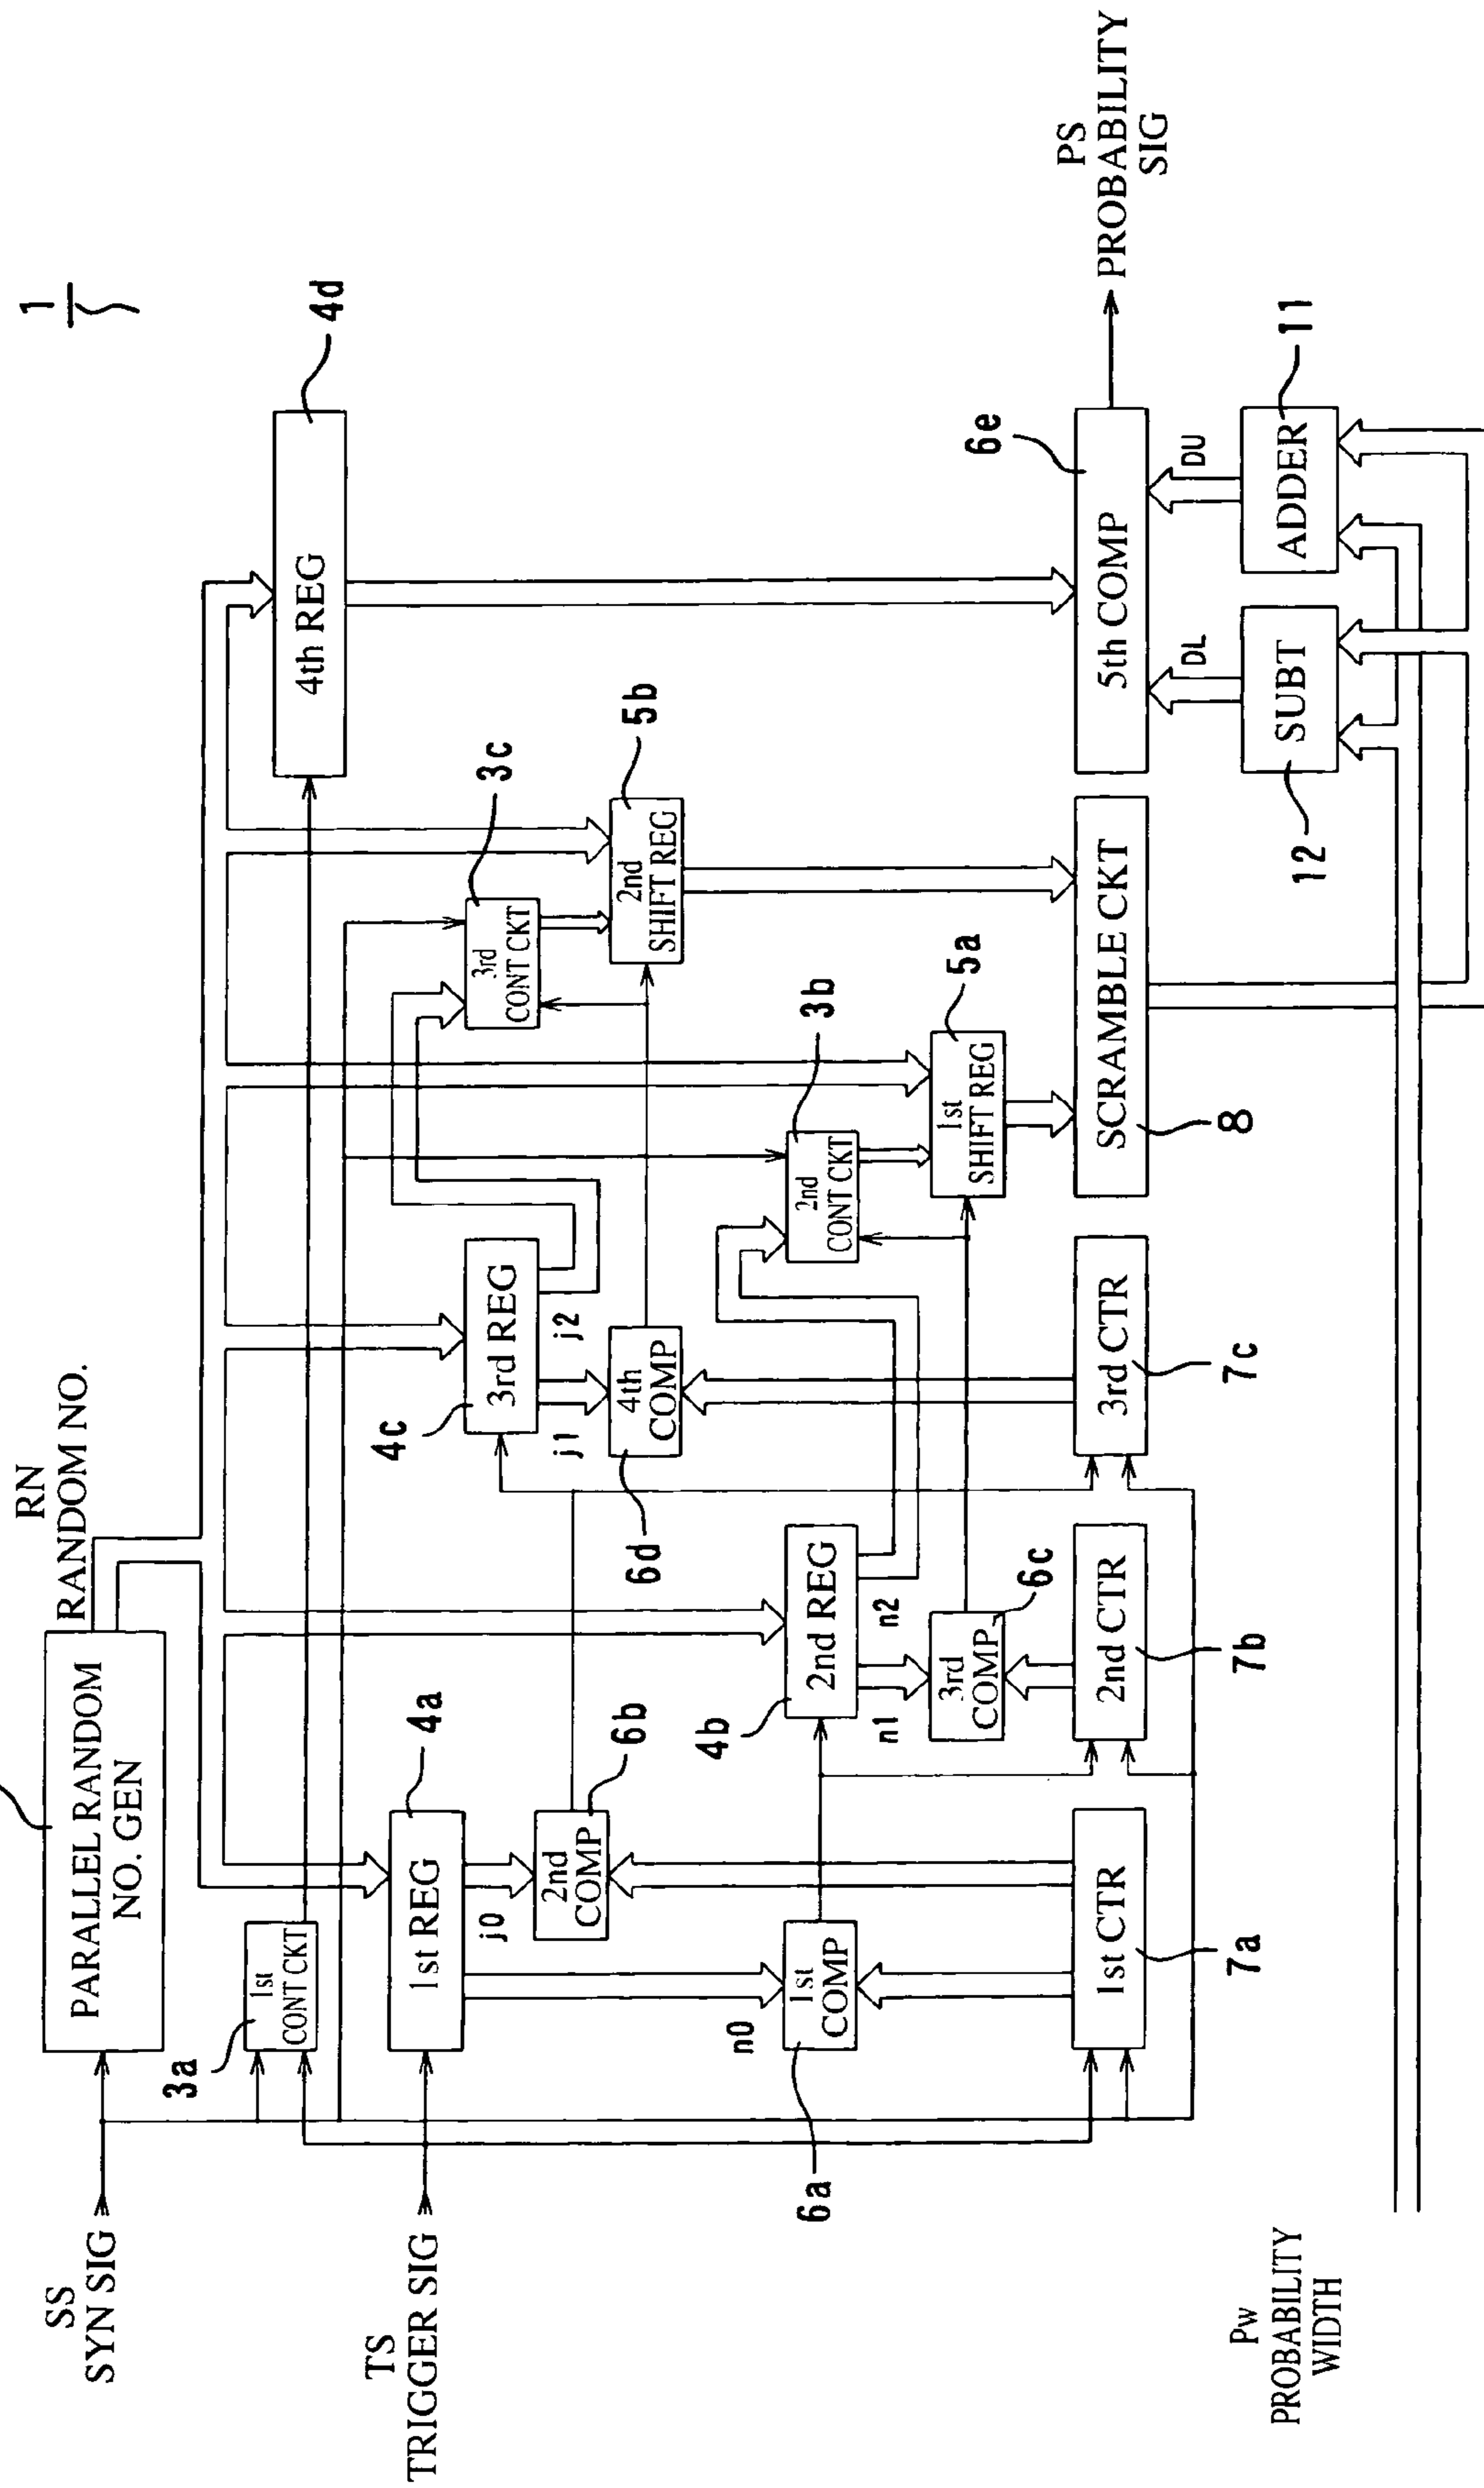 1
RN
RANDOM NO.
PARALLEL RANDOM
NO. GEN
SS
SYN SIG
3a
1st
CONT CKT
4th REG
4d
TS
TRIGGER SIG
4a
1st REG
j0
n0
2nd
COMP
6b
1st
COMP
6a
1st CTR
7a
4b
2nd REG
n1
n2
3rd
COMP
6c
2nd CTR
7b
4c
3rd REG
j1
j2
4th
COMP
6d
3rd CTR
7c
3c
3rd
CONT CKT
5b
2nd
SHIFT REG
3b
2nd
CONT CKT
5a
1st
SHIFT REG
SCRAMBLE CKT
8
6e
5th COMP
PS
PROBABILITY
SIG
DL
DU
SUBT
12
ADDER
11
Pw
PROBABILITY
WIDTH